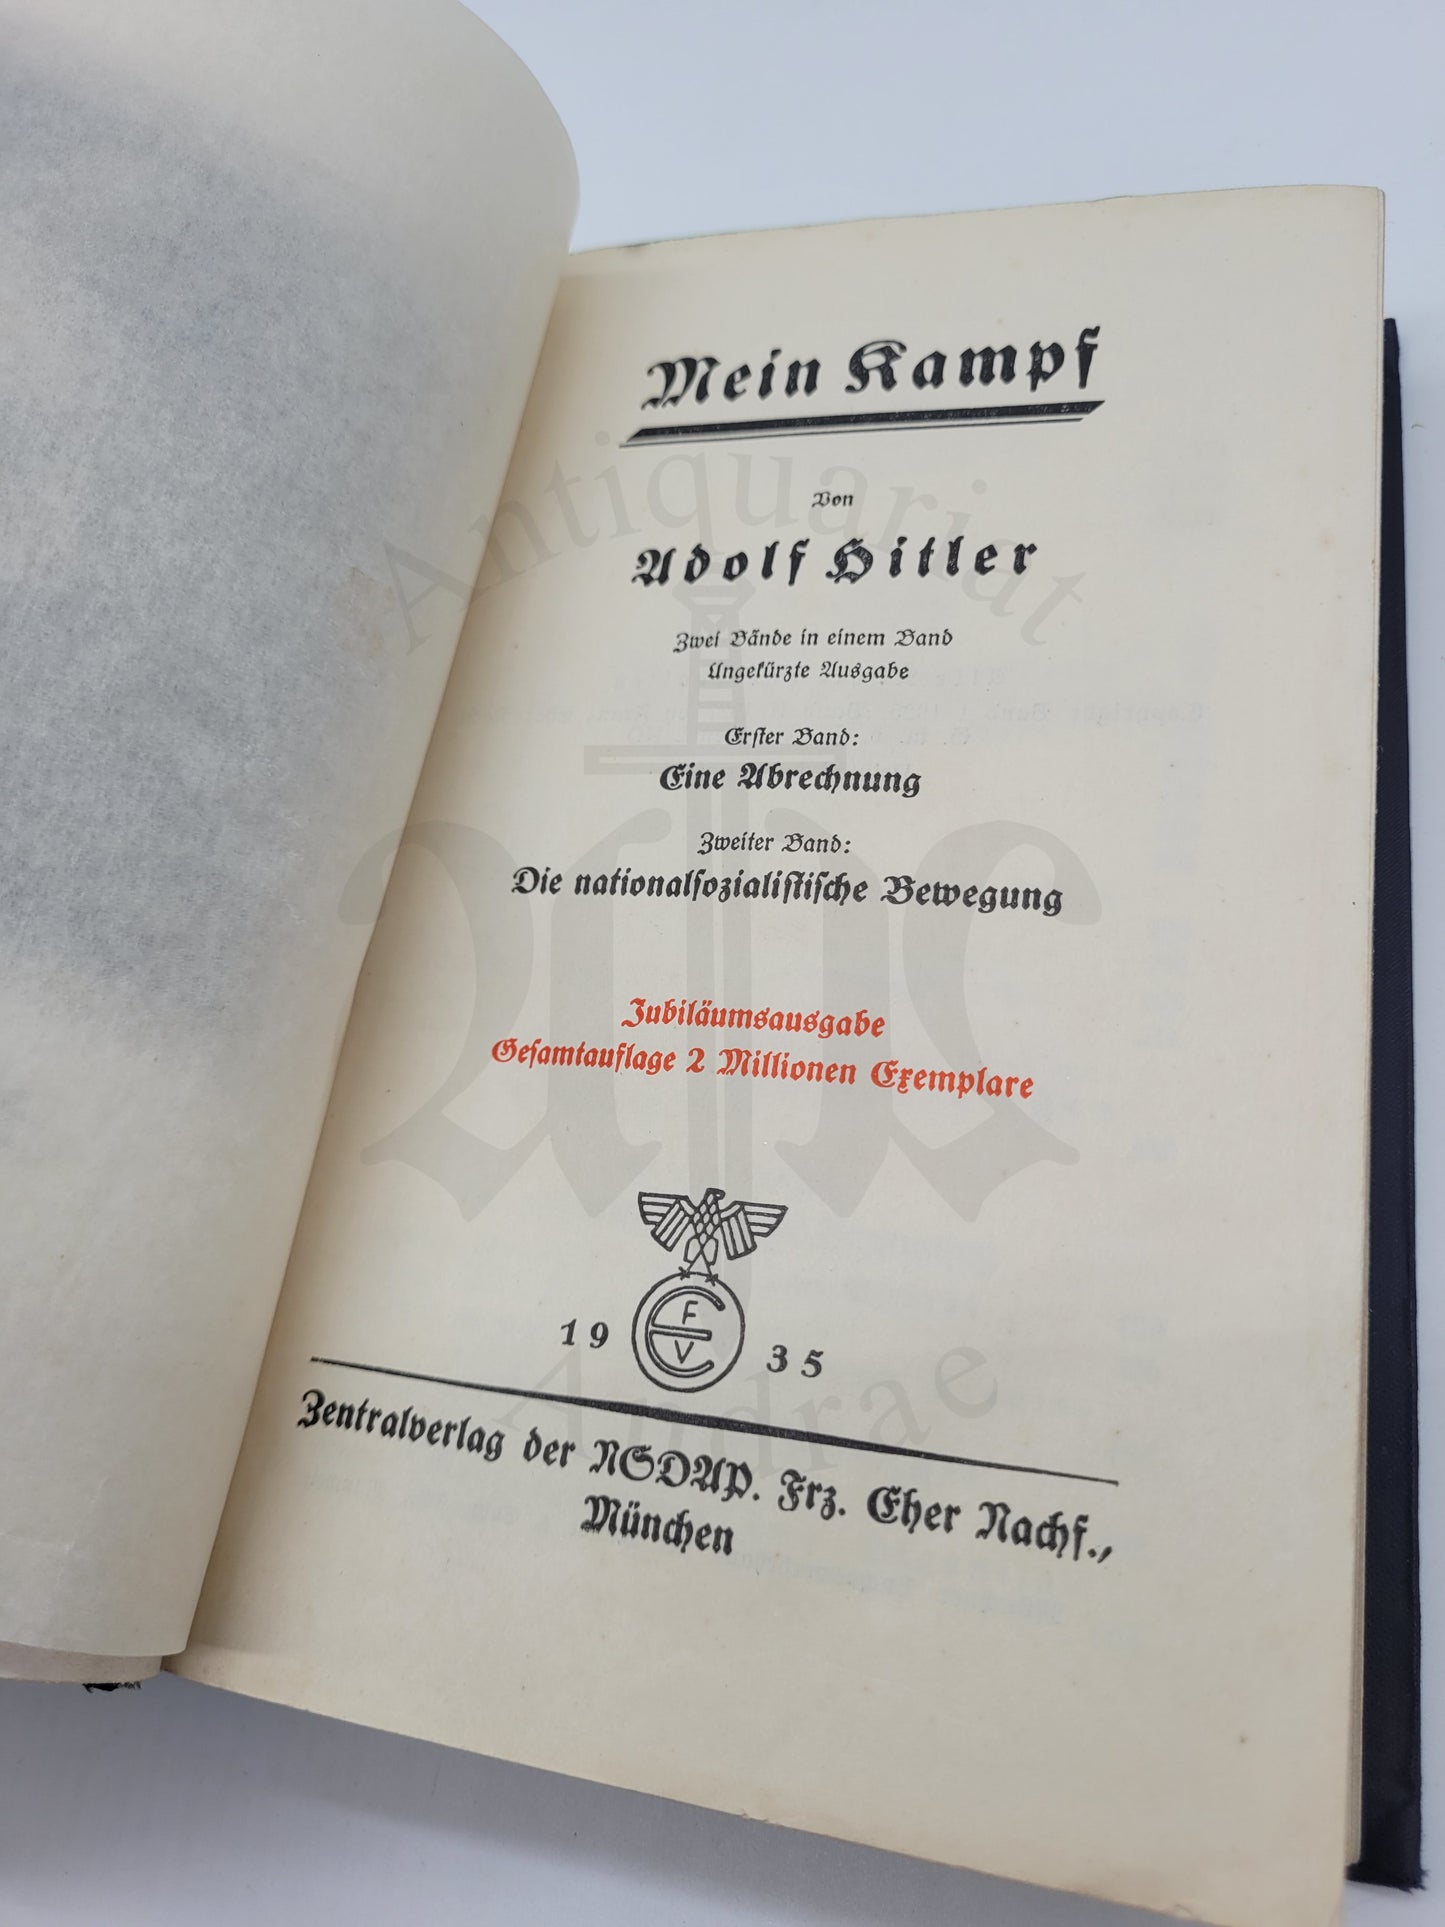 Mein Kampf
Von
Adolf Hitler
Zwei Bände in einem Band
Ungekürzte Ausgabe
Erster Band:
Eine Abrechnung
Zweiter Band:
Die nationalsozialistische Bewegung
Jubiläumsausgabe
Gesamtauflage 2 Millionen Exemplare
F
E
V
19 35
Zentralverlag der NSDAP. Frz. Eher Nachf.,
München
Antiquariat
Andrae